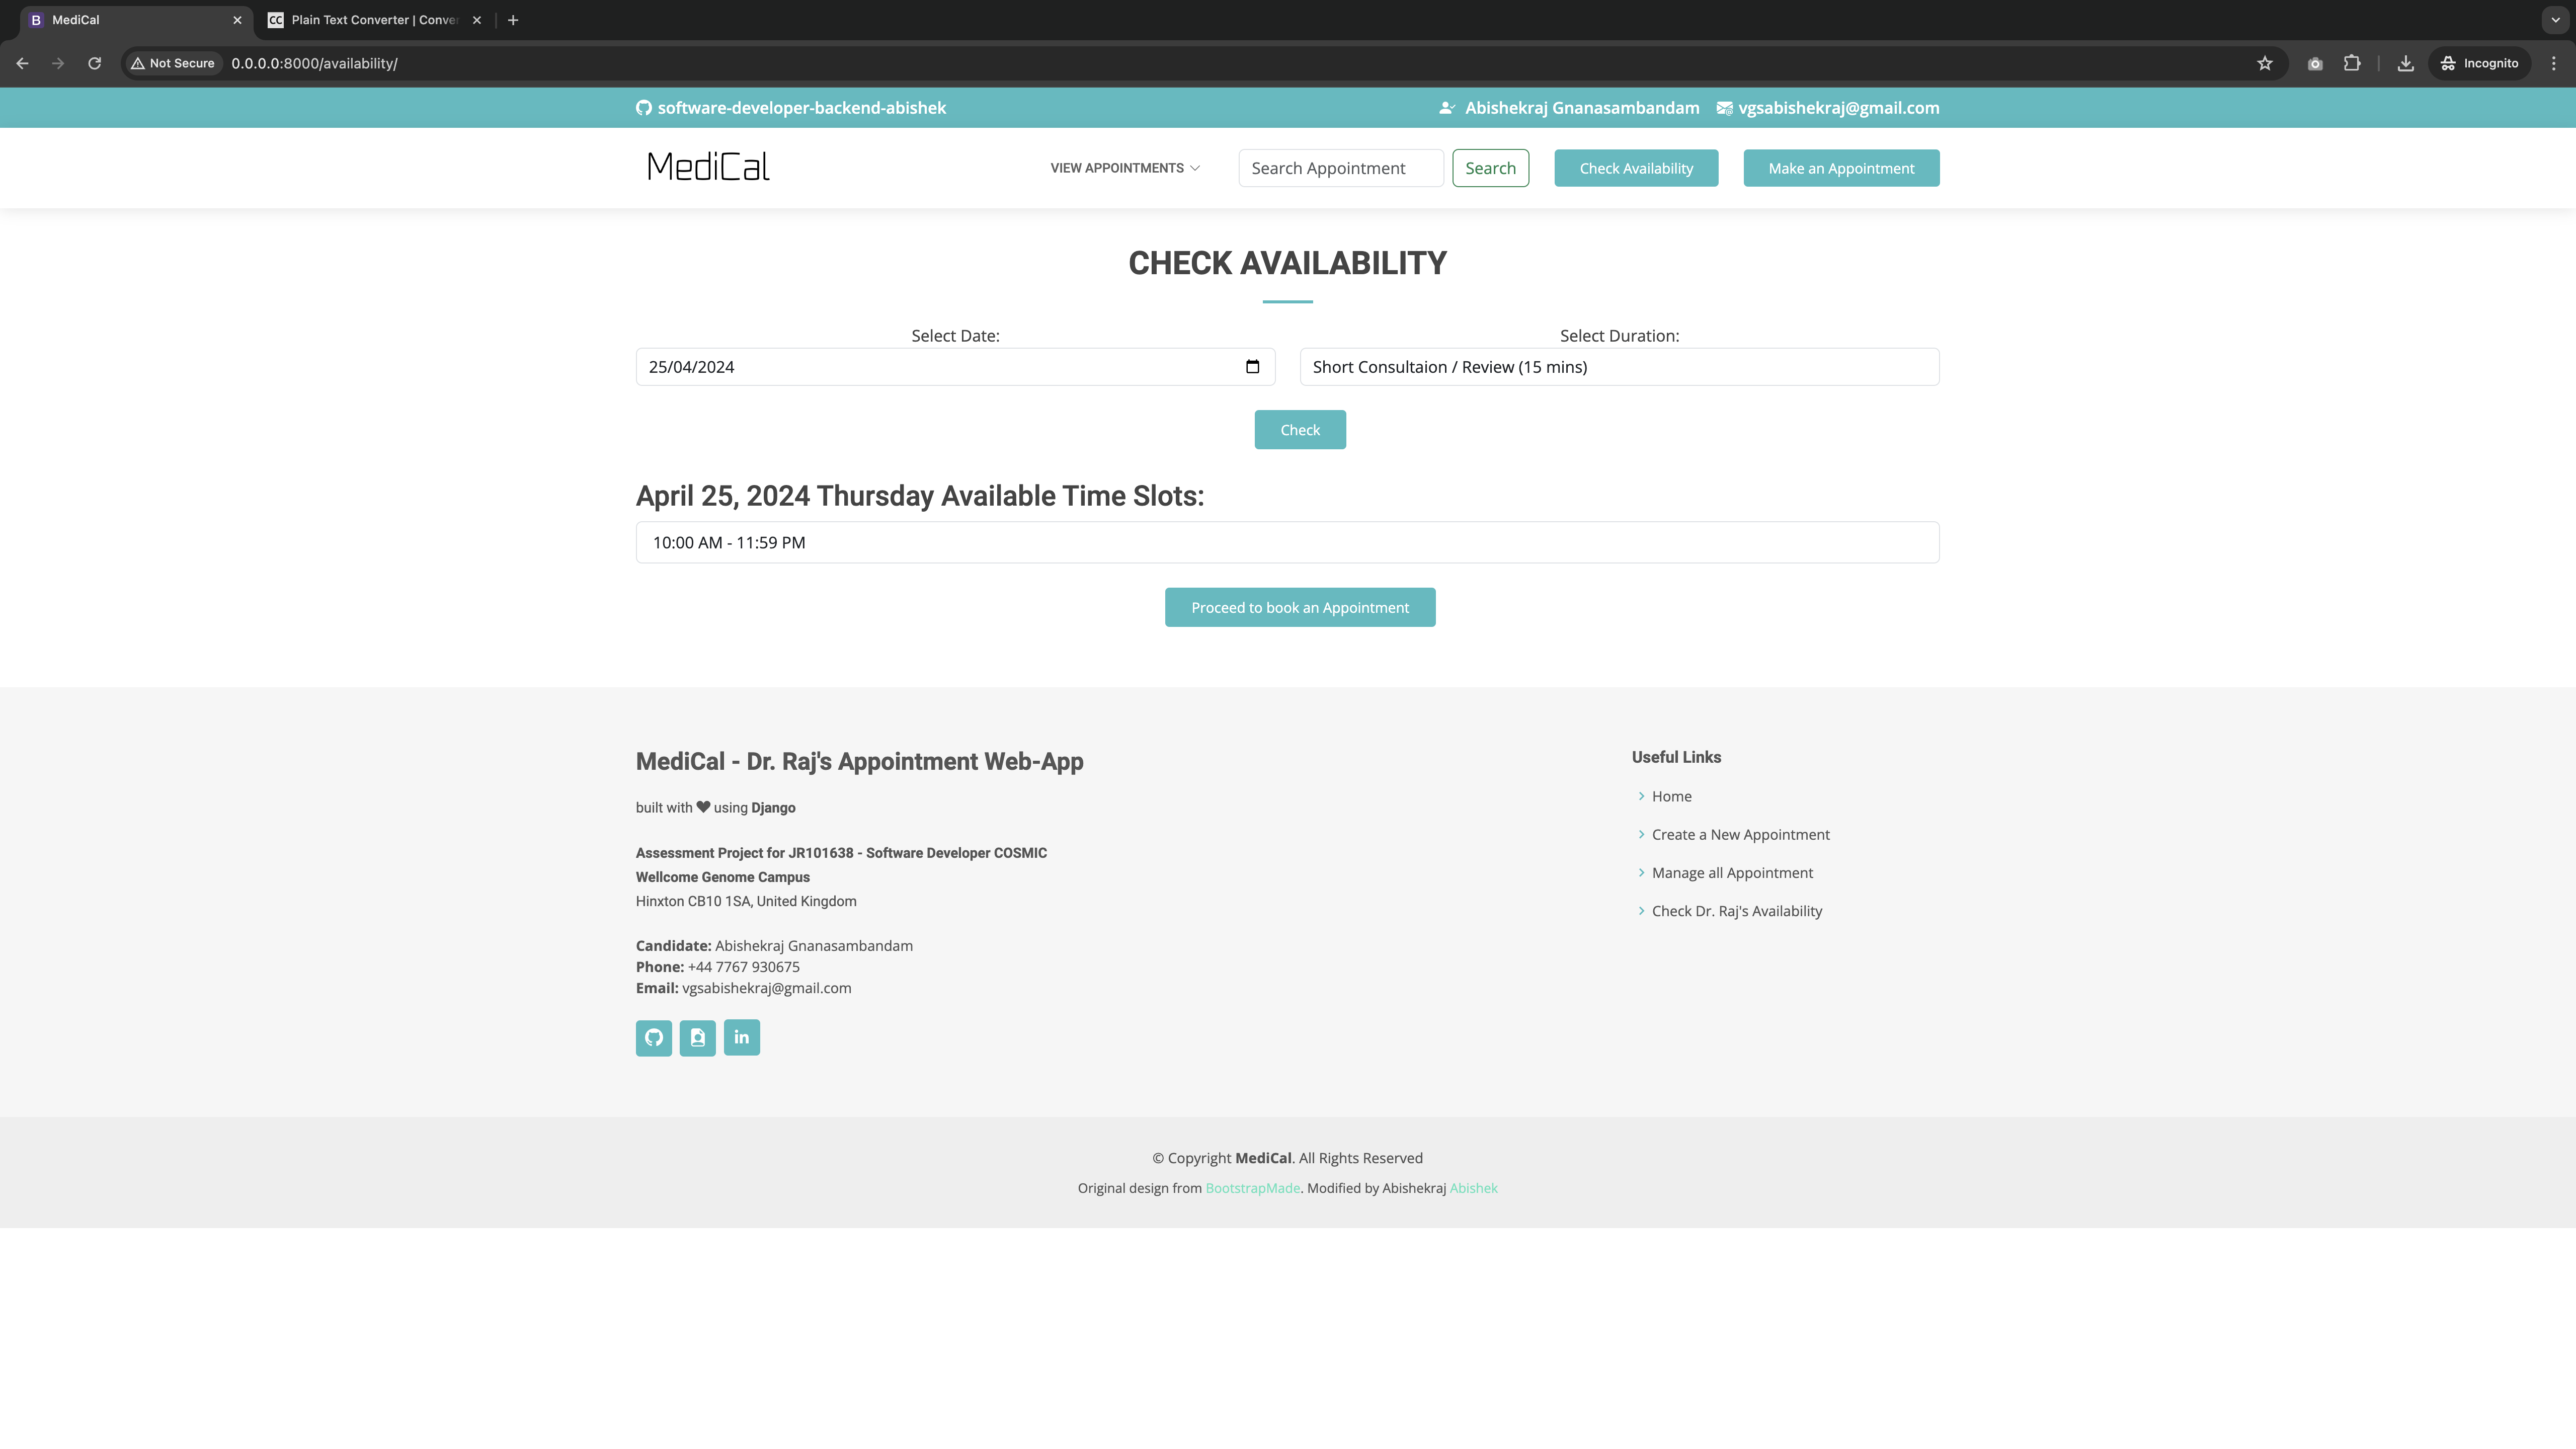 MediCal
Plain Text Converter | Conver
Not Secure
0.0.0.0:8000/availability/
Incognito
software-developer-backend-abishek
Abishekraj Gnanasambandam
vgsabishekraj@gmail.com
MediCal
VIEW APPOINTMENTS
Search Appointment
Search
Check Availability
Make an Appointment
CHECK AVAILABILITY
Select Date:
Select Duration:
25/04/2024
Short Consultaion / Review (15 mins)
Check
April 25, 2024 Thursday Available Time Slots:
10:00 AM - 11:59 PM
Proceed to book an Appointment
MediCal - Dr. Raj's Appointment Web-App
built with ❤ using Django
Assessment Project for JR101638 - Software Developer COSMIC
Wellcome Genome Campus
Hinxton CB10 1SA, United Kingdom
Candidate: Abishekraj Gnanasambandam
Phone: +44 7767 930675
Email: vgsabishekraj@gmail.com
Useful Links
Home
Create a New Appointment
Manage all Appointment
Check Dr. Raj's Availability
© Copyright MediCal. All Rights Reserved
Original design from BootstrapMade. Modified by Abishekraj Abishek